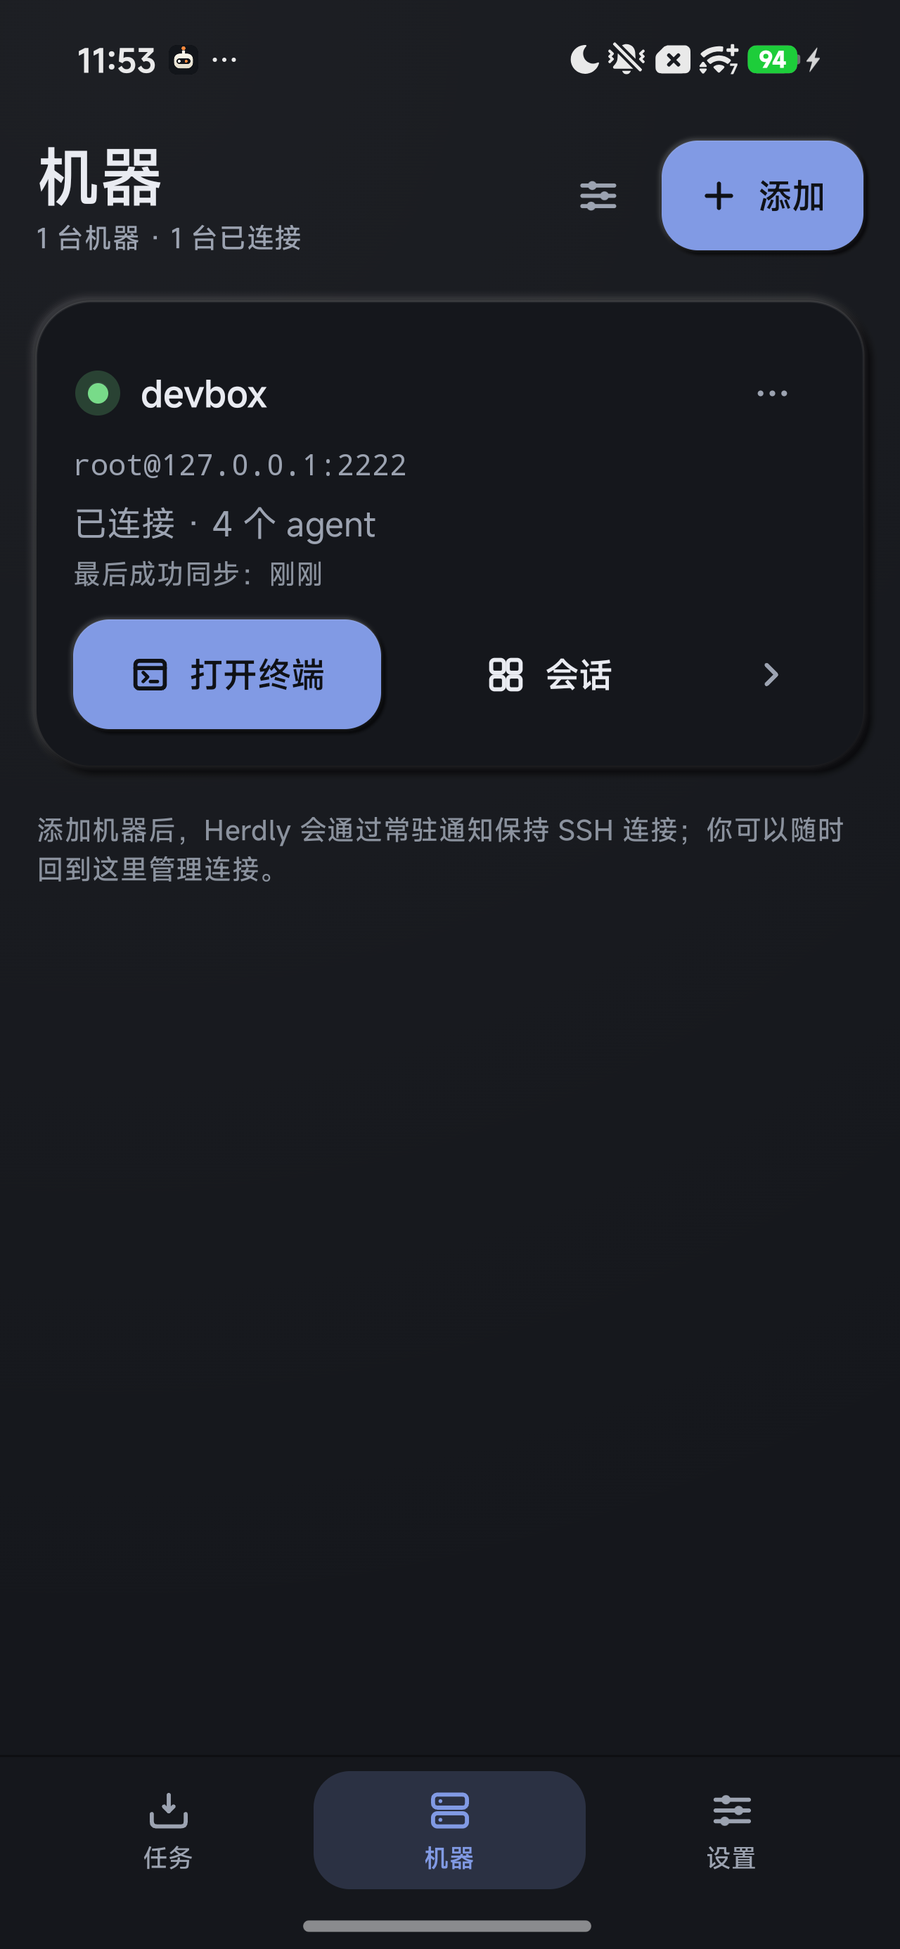 11:53 ···
94
机器
1 台机器 · 1 台已连接
添加
devbox
root@127.0.0.1:2222
已连接 · 4 个 agent
最后成功同步：刚刚
打开终端
会话
添加机器后，Herdly 会通过常驻通知保持 SSH 连接；你可以随时
回到这里管理连接。
任务
机器
设置